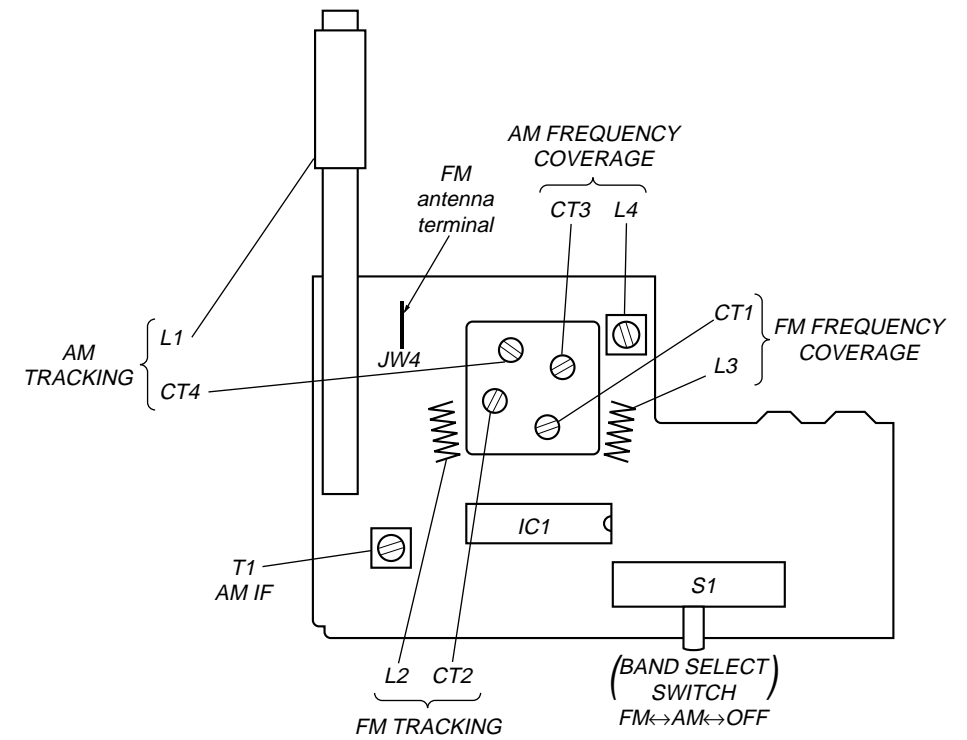 AM FREQUENCY
COVERAGE
CT3 L4
FM
antenna
terminal
CT1
L3
FM FREQUENCY
COVERAGE
AM
TRACKING
L1
CT4
JW4
IC1
T1
AM IF
S1
L2 CT2
FM TRACKING
(BAND SELECT
SWITCH)
FM↔AM↔OFF